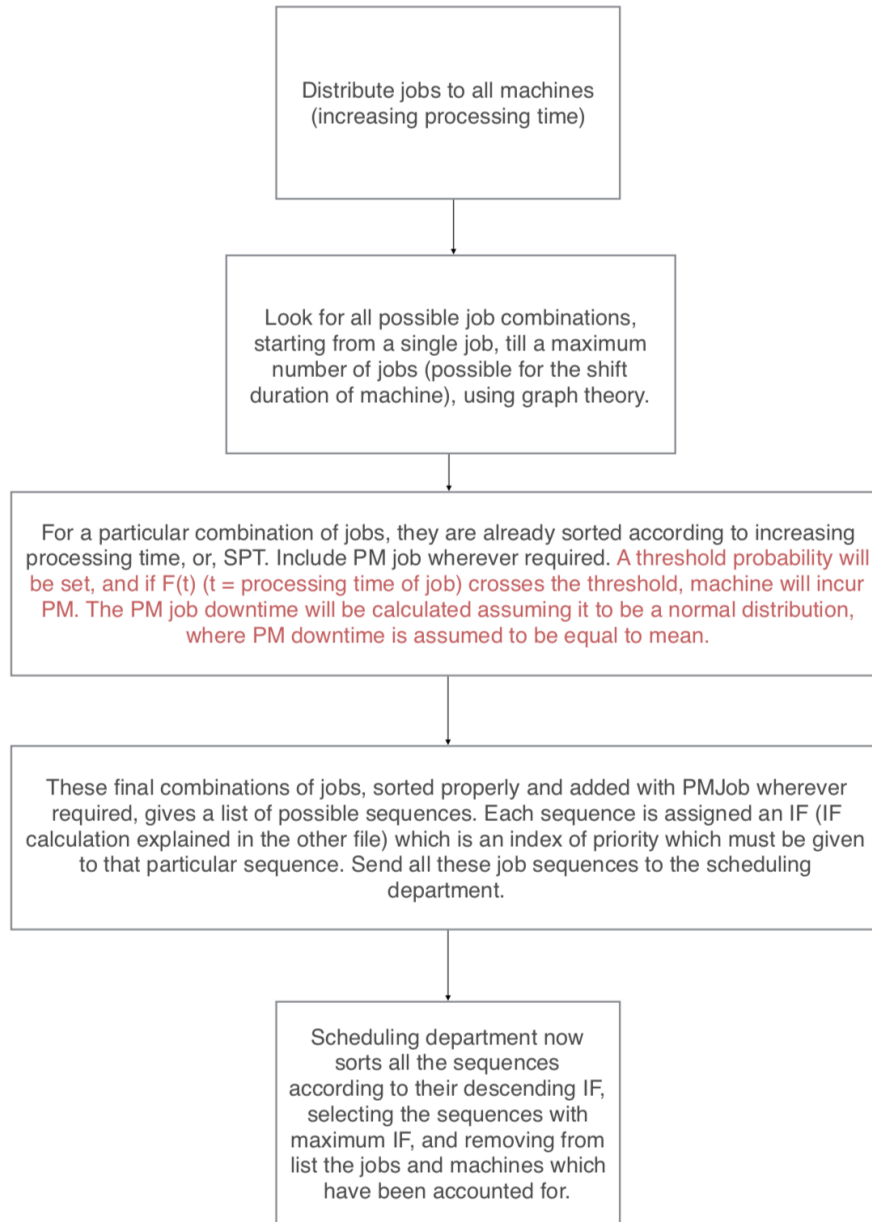 Distribute jobs to all machines
(increasing processing time)
Look for all possible job combinations,
starting from a single job, till a maximum
number of jobs (possible for the shift
duration of machine), using graph theory.
For a particular combination of jobs, they are already sorted according to increasing
processing time, or, SPT. Include PM job wherever required. A threshold probability will
be set, and if F(t) (t = processing time of job) crosses the threshold, machine will incur
PM. The PM job downtime will be calculated assuming it to be a normal distribution,
where PM downtime is assumed to be equal to mean.
These final combinations of jobs, sorted properly and added with PMJob wherever
required, gives a list of possible sequences. Each sequence is assigned an IF (IF
calculation explained in the other file) which is an index of priority which must be given
to that particular sequence. Send all these job sequences to the scheduling
department.
Scheduling department now
sorts all the sequences
according to their descending IF,
selecting the sequences with
maximum IF, and removing from
list the jobs and machines which
have been accounted for.